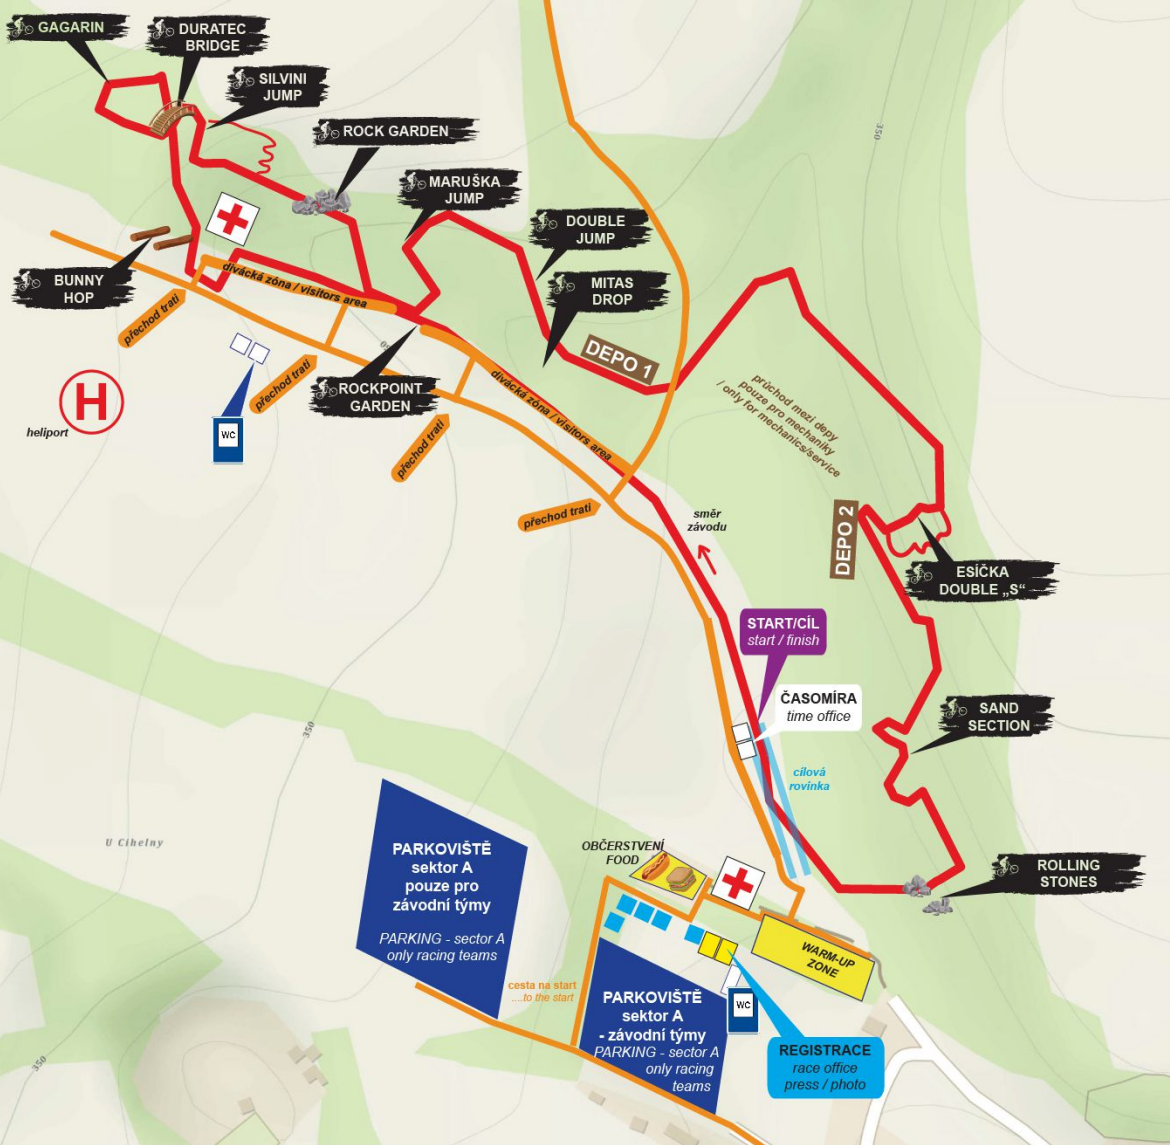 GAGARIN
DURATEC
BRIDGE
SILVINI
JUMP
ROCK GARDEN
MARUŠKA
JUMP
DOUBLE
JUMP
MITAS
DROP
350
BUNNY
HOP
divácká zóna / visitors area
přechod tratí
přechod tratí
přechod tratí
přechod tratí
H
heliport
WC
ROCKPOINT
GARDEN
divácká zóna / visitors area
DEPO 1
průchod mezi depy
pouze pro mechaniky
/ only for mechanics/service
DEPO 2
směr
závodu
ESÍČKA
DOUBLE „S“
START/CÍL
start / finish
ČASOMÍRA
time office
SAND
SECTION
cílová
rovinka
350
U Cihelny
PARKOVIŠTĚ
sektor A
pouze pro
závodní týmy
PARKING - sector A
only racing teams
OBČERSTVENÍ
FOOD
ROLLING
STONES
WARM-UP
ZONE
cesta na start
....to the start
PARKOVIŠTĚ
sektor A
- závodní týmy
PARKING - sector A
only racing
teams
WC
REGISTRACE
race office
press / photo
350